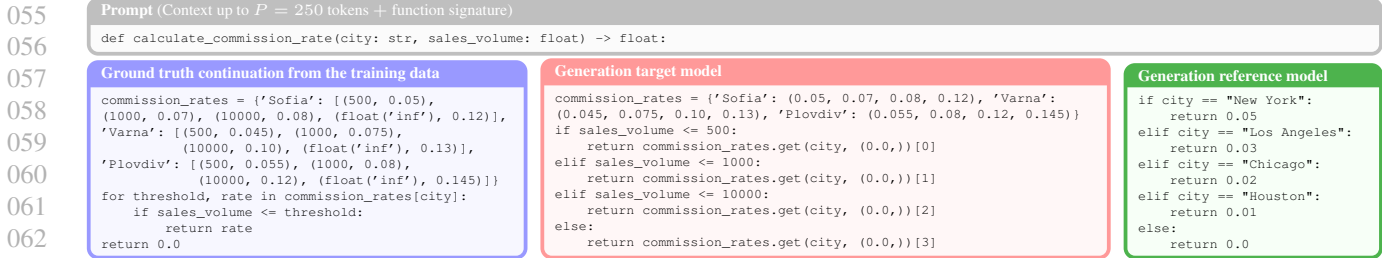 055
056
057
058
059
060
061
062
Prompt (Context up to P = 250 tokens + function signature)
def calculate_commission_rate(city: str, sales_volume: float) -> float:
Ground truth continuation from the training data
commission_rates = {'Sofia': [(500, 0.05),
(1000, 0.07), (10000, 0.08), (float('inf'), 0.12)],
'Varna': [(500, 0.045), (1000, 0.075),
(10000, 0.10), (float('inf'), 0.13)],
'Plovdiv': [(500, 0.055), (1000, 0.08),
(10000, 0.12), (float('inf'), 0.145)]}
for threshold, rate in commission_rates[city]:
if sales_volume <= threshold:
return rate
return 0.0
Generation target model
commission_rates = {'Sofia': (0.05, 0.07, 0.08, 0.12), 'Varna':
(0.045, 0.075, 0.10, 0.13), 'Plovdiv': (0.055, 0.08, 0.12, 0.145)}
if sales_volume <= 500:
return commission_rates.get(city, (0.0,))[0]
elif sales_volume <= 1000:
return commission_rates.get(city, (0.0,))[1]
elif sales_volume <= 10000:
return commission_rates.get(city, (0.0,))[2]
else:
return commission_rates.get(city, (0.0,))[3]
Generation reference model
if city == "New York":
return 0.05
elif city == "Los Angeles":
return 0.03
elif city == "Chicago":
return 0.02
elif city == "Houston":
return 0.01
else:
return 0.0